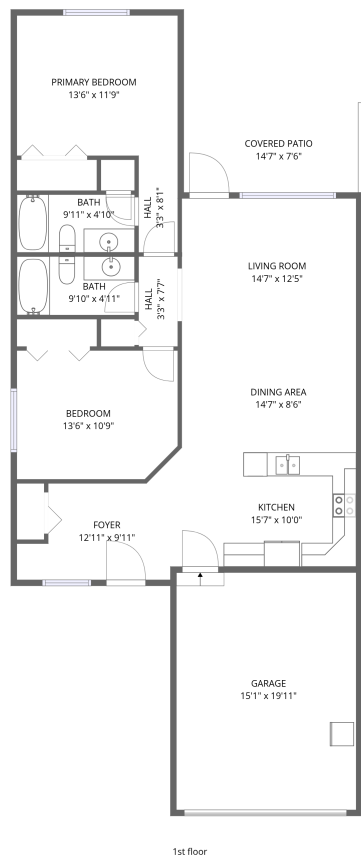 PRIMARY BEDROOM
13'6" x 11'9"
COVERED PATIO
14'7" x 7'6"
BATH
9'11" x 4'10"
HALL
3'3" x 8'1"
LIVING ROOM
14'7" x 12'5"
BATH
9'10" x 4'11"
HALL
3'3" x 7'7"
DINING AREA
14'7" x 8'6"
BEDROOM
13'6" x 10'9"
KITCHEN
15'7" x 10'0"
FOYER
12'11" x 9'11"
GARAGE
15'1" x 19'11"
1st floor